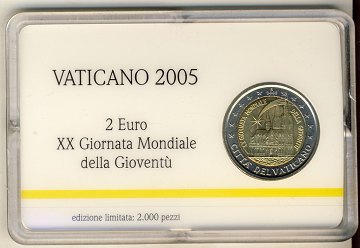 VATICANO 2005
2 Euro
XX Giornata Mondiale
della Gioventù
edizione limitata: 2.000 pezzi
CITTÀ DEL VATICANO